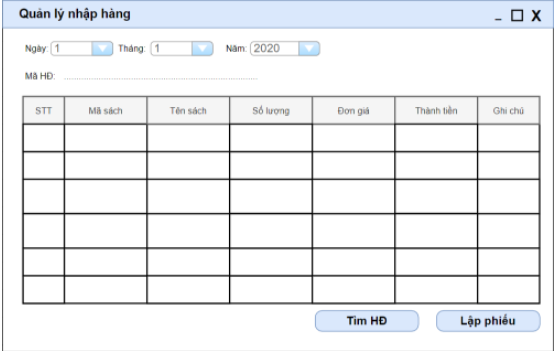 Quản lý nhập hàng
Ngày: 1 Tháng: 1 Năm: 2020
Mã HĐ: ....................................................................
STT Mã sách Tên sách Số lượng Đơn giá Thành tiền Ghi chú
Tìm HĐ Lập phiếu